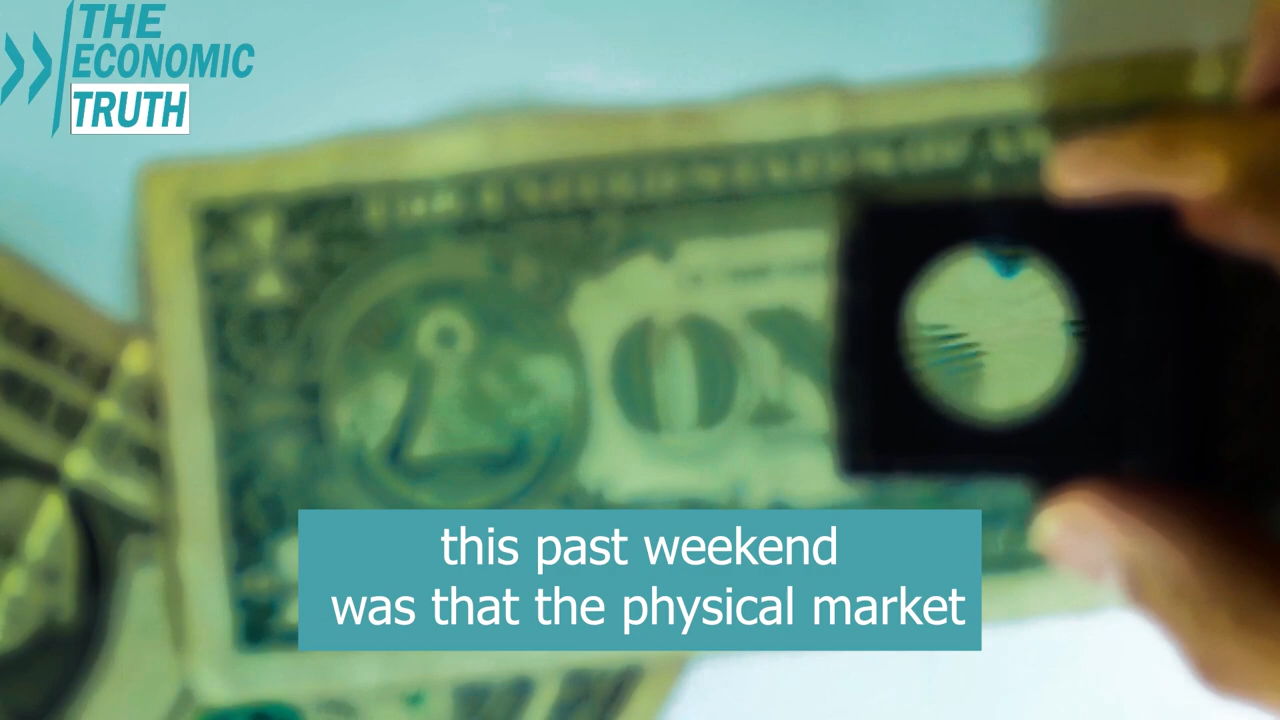 THE
ECONOMIC
TRUTH
this past weekend
was that the physical market